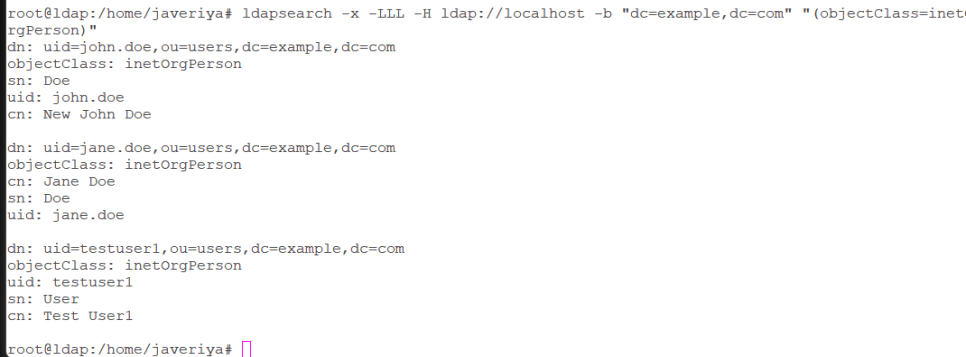 root@ldap:/home/javeriya# ldapsearch -x -LLL -H ldap://localhost -b "dc=example,dc=com" "(objectClass=inetO
rgPerson)"
dn: uid=john.doe,ou=users,dc=example,dc=com
objectClass: inetOrgPerson
sn: Doe
uid: john.doe
cn: New John Doe
dn: uid=jane.doe,ou=users,dc=example,dc=com
objectClass: inetOrgPerson
cn: Jane Doe
sn: Doe
uid: jane.doe
dn: uid=testuser1,ou=users,dc=example,dc=com
objectClass: inetOrgPerson
uid: testuser1
sn: User
cn: Test User1
root@ldap:/home/javeriya#